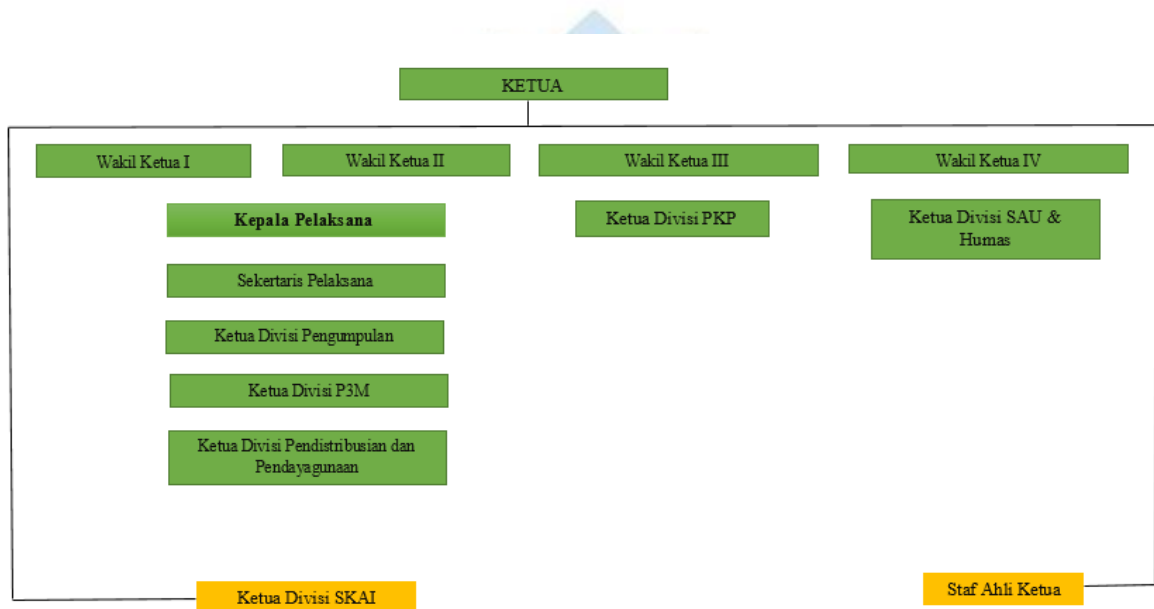 KETUA
Wakil Ketua I
Wakil Ketua II
Wakil Ketua III
Wakil Ketua IV
Kepala Pelaksana
Ketua Divisi PKP
Ketua Divisi SAU &
Humas
Sekertaris Pelaksana
Ketua Divisi Pengumpulan
Ketua Divisi P3M
Ketua Divisi Pendistribusian dan
Pendayagunaan
Ketua Divisi SKAI
Staf Ahli Ketua